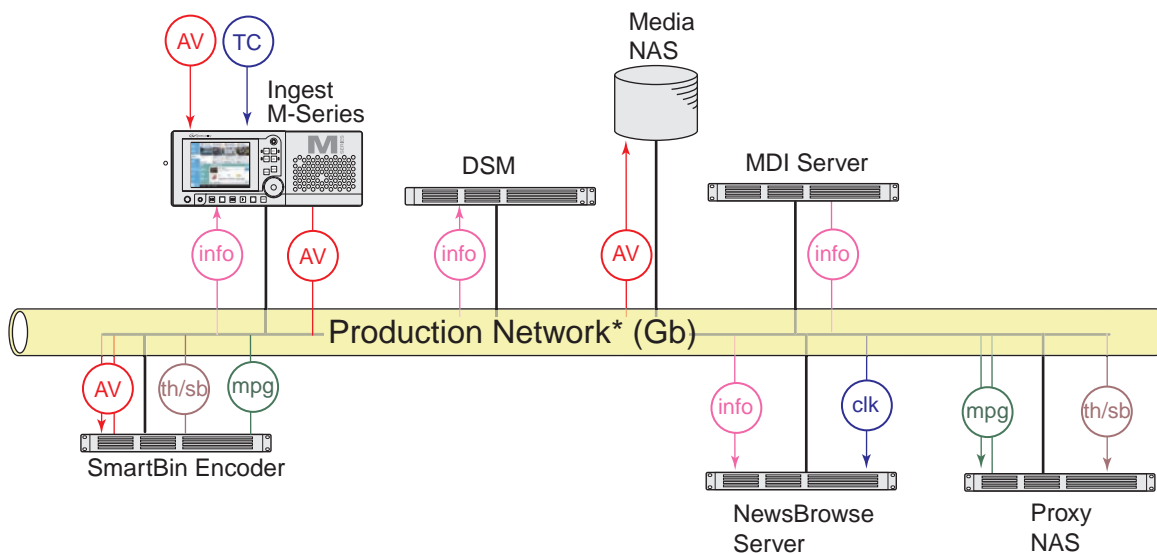 AV
TC
Media
NAS
Ingest
M-Series
M
SERIES
DSM
MDI Server
info
AV
info
AV
info
Production Network* (Gb)
AV
th/sb
mpg
info
clk
mpg
th/sb
SmartBin Encoder
NewsBrowse
Server
Proxy
NAS